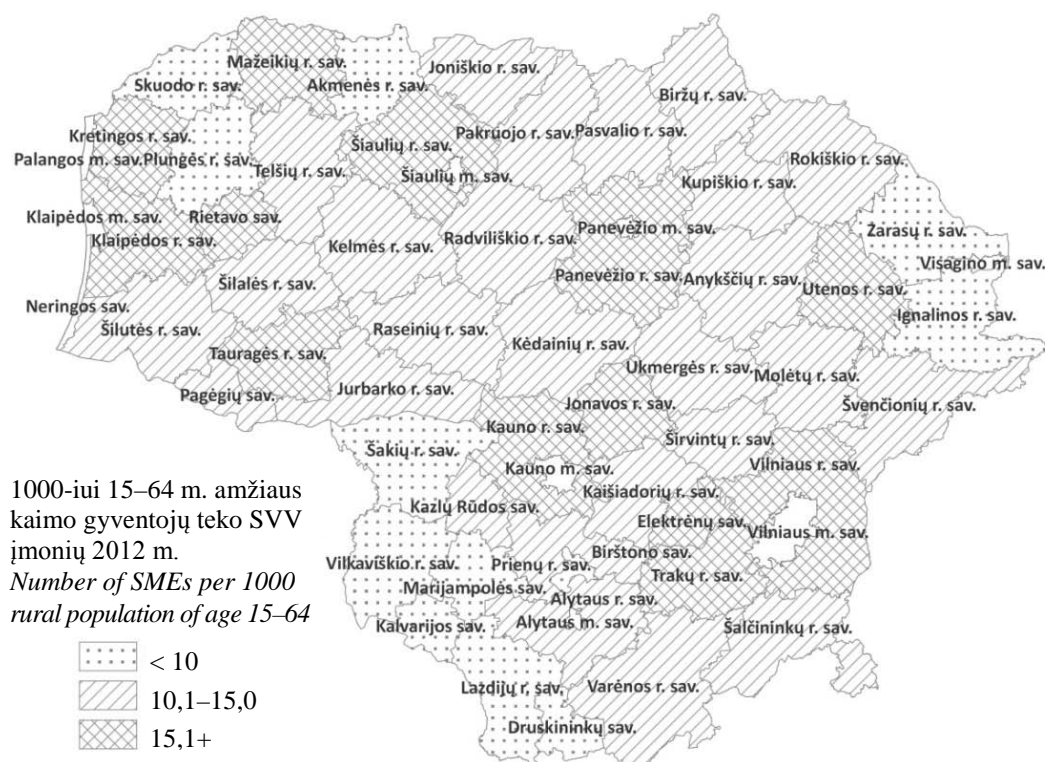 Mažeikių r. sav.
Skuodo r. sav.
Akmenės r. sav.
Joniškio r. sav.
Biržų r. sav.
Kretingos r. sav.
Šiaulių r. sav.
Pakruojo r. sav.
Pasvalio r. sav.
Palangos m. sav.
Plungės r. sav.
Telšių r. sav.
Šiaulių m. sav.
Kupiškio r. sav.
Rokiškio r. sav.
Klaipėdos m. sav.
Rietavo sav.
Klaipėdos r. sav.
Kelmės r. sav.
Radviliškio r. sav.
Panevėžio m. sav.
Zarasų r. sav.
Panevėžio r. sav.
Anykščių r. sav.
Visagino m. sav.
Utenos r. sav.
Šilalės r. sav.
Neringos sav.
Ignalinos r. sav.
Šilutės r. sav.
Raseinių r. sav.
Kėdainių r. sav.
Tauragės r. sav.
Ukmergės r. sav.
Molėtų r. sav.
Pagėgių sav.
Jurbarko r. sav.
Jonavos r. sav.
Švenčionių r. sav.
Kauno r. sav.
Širvintų r. sav.
Šakių r. sav.
Kauno m. sav.
Vilniaus r. sav.
Kaišiadorių r. sav.
Kazlų Rūdos sav.
Elektrėnų sav.
Vilniaus m. sav.
Birštono sav.
Vilkaviškio r. sav.
Prienų r. sav.
Trakų r. sav.
Marijampolės sav.
Alytaus r. sav.
Kalvarijos sav.
Alytaus m. sav.
Šalčininkų r. sav.
Lazdijų r. sav.
Varėnos r. sav.
Druskininkų sav.
1000-iui 15–64 m. amžiaus
kaimo gyventojų teko SVV
įmonių 2012 m.
Number of SMEs per 1000
rural population of age 15–64
< 10
10,1–15,0
15,1+